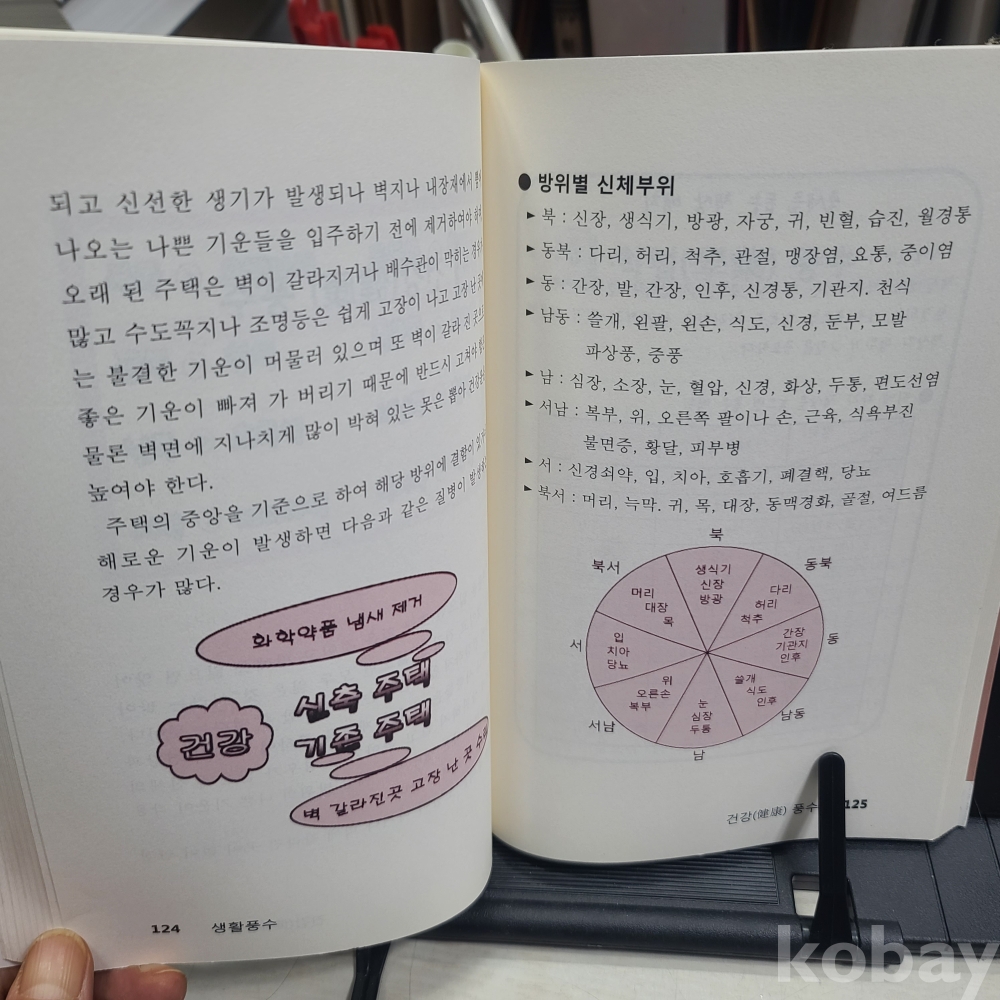 되고 신선한 생기가 발생되나 벽지나 내장재에서
나오는 나쁜 기운들을 입주하기 전에 제거하여야
오래 된 주택은 벽이 갈라지거나 배수관이 막히는 경우
많고 수도꼭지나 조명등은 쉽게 고장이 나고 고장 난
는 불결한 기운이 머물러 있으며 또 벽이 갈라 진
좋은 기운이 빠져 가 버리기 때문에 반드시 고쳐야
물론 벽면에 지나치게 많이 박혀 있는 못은 뽑아
높여야 한다.
주택의 중앙을 기준으로 하여 해당 방위에 결함이
해로운 기운이 발생하면 다음과 같은 질병이
경우가 많다.
화학약품 냄새 제거
신축 주택
건강
기존 주택
벽 갈라진곳 고장 난 곳
124 생활풍수
● 방위별 신체부위
► 북 : 신장, 생식기, 방광, 자궁, 귀, 빈혈, 습진, 월경통
► 동북 : 다리, 허리, 척추, 관절, 맹장염, 요통, 중이염
► 동 : 간장, 발, 간장, 인후, 신경통, 기관지. 천식
► 남동 : 쓸개, 왼팔, 왼손, 식도, 신경, 둔부, 모발
파상풍, 중풍
► 남 : 심장, 소장, 눈, 혈압, 신경, 화상, 두통, 편도선염
► 서남 : 복부, 위, 오른쪽 팔이나 손, 근육, 식욕부진
불면증, 황달, 피부병
► 서 : 신경쇠약, 입, 치아, 호흡기, 폐결핵, 당뇨
► 북서 : 머리, 늑막. 귀, 목, 대장, 동맥경화, 골절, 여드름
북
북서
동북
생식기
신장
방광
머리
대장
목
다리
허리
척추
서
입
치아
당뇨
간장
기관지
인후
동
위
오른손
복부
쓸개
식도
인후
눈
심장
두통
서남
남동
남
건강(健康) 풍수 125
kobay